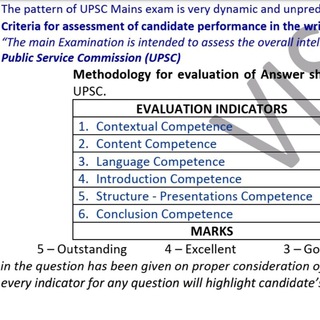 The pattern of UPSC Mains exam is very dynamic and unpred
Criteria for assessment of candidate performance in the wri
“The main Examination is intended to assess the overall intel
Public Service Commission (UPSC)
Methodology for evaluation of Answer sh
UPSC.
EVALUATION INDICATORS
1. Contextual Competence
2. Content Competence
3. Language Competence
4. Introduction Competence
5. Structure - Presentations Competence
6. Conclusion Competence
MARKS
5 – Outstanding 4 – Excellent 3 – Go
in the question has been given on proper consideration o
every indicator for any question will highlight candidate’
VIS